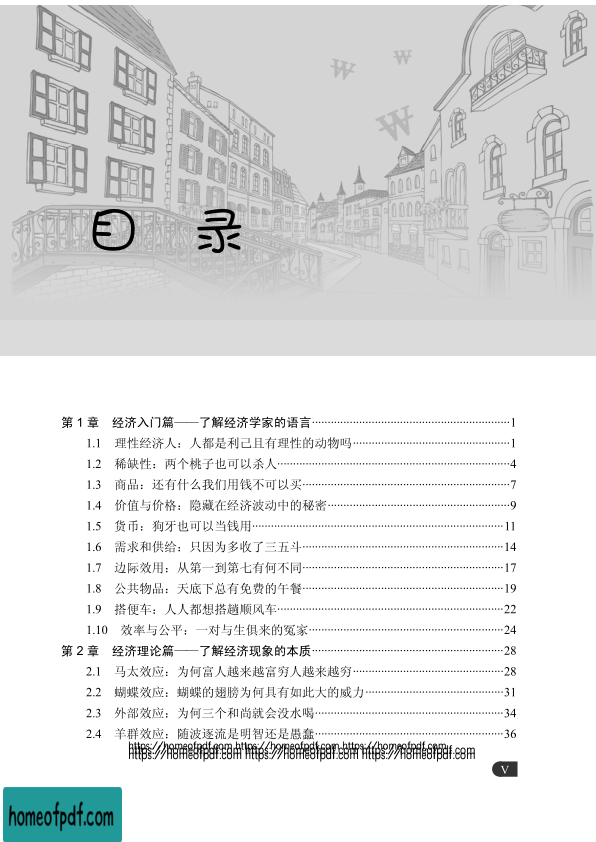 目 录
第1章 经济入门篇——了解经济学家的语言························1
1.1 理性经济人：人都是利己且有理性的动物吗························1
1.2 稀缺性：两个桃子也可以杀人························4
1.3 商品：还有什么我们用钱不可以买························7
1.4 价值与价格：隐藏在经济波动中的秘密························9
1.5 货币：狗牙也可以当钱用························11
1.6 需求和供给：只因为多收了三五斗························14
1.7 边际效用：从第一到第七有何不同························17
1.8 公共物品：天底下总有免费的午餐························19
1.9 搭便车：人人都想搭趟顺风车························22
1.10 效率与公平：一对与生俱来的冤家························24
第2章 经济理论篇——了解经济现象的本质························28
2.1 马太效应：为何富人越来越富穷人越来越穷························28
2.2 蝴蝶效应：蝴蝶的翅膀为何具有如此大的威力························31
2.3 外部效应：为何三个和尚就会没水喝························34
2.4 羊群效应：随波逐流是明智还是愚蠢························36
https://homeofpdf.com https://homeofpdf.com https://homeofpdf.com
https://homeofpdf.com https://homeofpdf.com https://homeofpdf.com
V
homeofpdf.com